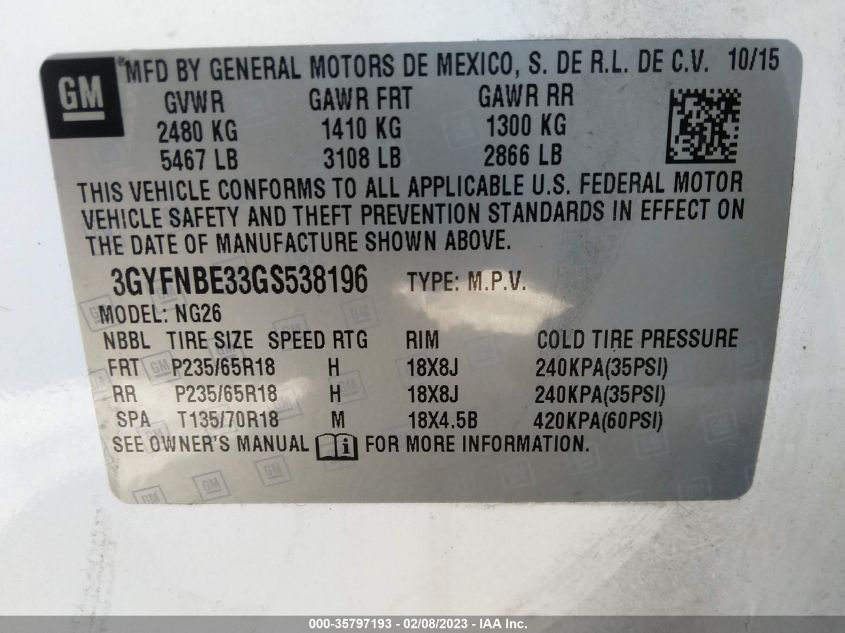 GM
*MFD BY GENERAL MOTORS DE MEXICO, S. DE R.L. DE C.V. 10/15
GVWR GAWR FRT GAWR RR
2480 KG 1410 KG 1300 KG
5467 LB 3108 LB 2866 LB
THIS VEHICLE CONFORMS TO ALL APPLICABLE U.S. FEDERAL MOTOR
VEHICLE SAFETY AND THEFT PREVENTION STANDARDS IN EFFECT ON
THE DATE OF MANUFACTURE SHOWN ABOVE.
3GYFNBE33GS538196 TYPE: M.P.V.
MODEL: NG26
NBBL TIRE SIZE SPEED RTG RIM COLD TIRE PRESSURE
FRT P235/65R18 H 18X8J 240KPA(35PSI)
RR P235/65R18 H 18X8J 240KPA(35PSI)
SPA T135/70R18 M 18X4.5B 420KPA(60PSI)
SEE OWNER'S MANUAL i FOR MORE INFORMATION.
000-35797193 - 02/08/2023 - IAA Inc.